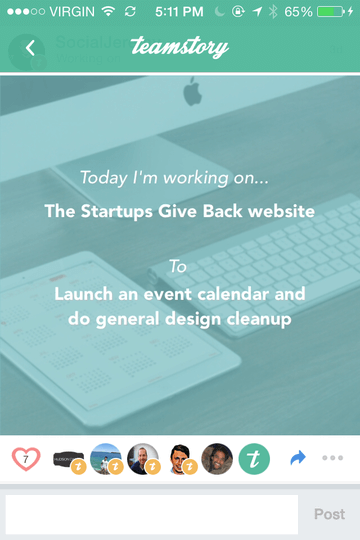 VIRGIN 5:11 PM 65%
teamstory
Today I'm working on...
The Startups Give Back website
To
Launch an event calendar and
do general design cleanup
7 t t t t t
Post